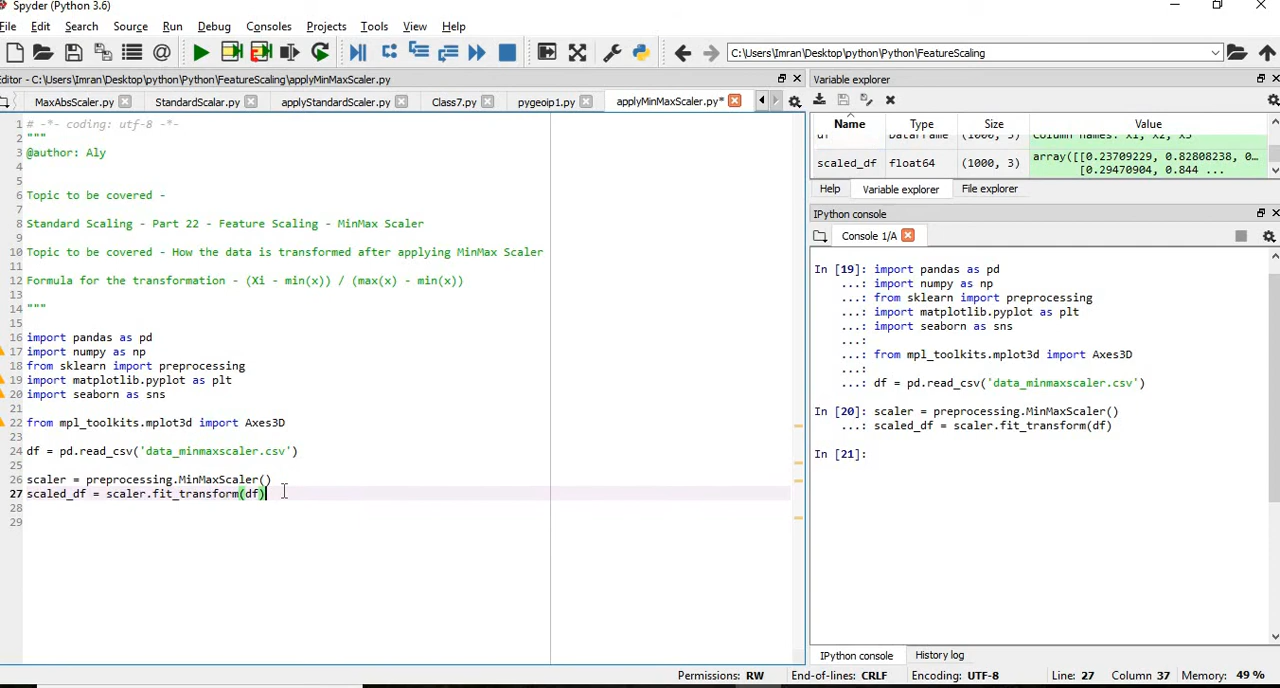 Spyder (Python 3.6)
File Edit Search Source Run Debug Consoles Projects Tools View Help
C:\Users\Imran\Desktop\python\Python\FeatureScaling
Editor - C:\Users\Imran\Desktop\python\Python\FeatureScaling\applyMinMaxScaler.py
MaxAbsScaler.py StandardScalar.py applyStandardScaler.py Class7.py pygeoip1.py applyMinMaxScaler.py*
1 # -*- coding: utf-8 -*-
2 """
3 @author: Aly
4
5
6 Topic to be covered -
7
8 Standard Scaling - Part 22 - Feature Scaling - MinMax Scaler
9
10 Topic to be covered - How the data is transformed after applying MinMax Scaler
11
12 Formula for the transformation - (Xi - min(x)) / (max(x) - min(x))
13
14 """
15
16 import pandas as pd
17 import numpy as np
18 from sklearn import preprocessing
19 import matplotlib.pyplot as plt
20 import seaborn as sns
21
22 from mpl_toolkits.mplot3d import Axes3D
23
24 df = pd.read_csv('data_minmaxscaler.csv')
25
26 scaler = preprocessing.MinMaxScaler()
27 scaled_df = scaler.fit_transform(df)
28
29
Variable explorer
Name Type Size Value
df DataFrame (1000, 3) Column names: x1, x2, x3
scaled_df float64 (1000, 3) array([[0.23709229, 0.82808238, 0…
[0.29470904, 0.844 ...
Help Variable explorer File explorer
IPython console
Console 1/A
In [19]: import pandas as pd
...: import numpy as np
...: from sklearn import preprocessing
...: import matplotlib.pyplot as plt
...: import seaborn as sns
...:
...: from mpl_toolkits.mplot3d import Axes3D
...:
...: df = pd.read_csv('data_minmaxscaler.csv')
In [20]: scaler = preprocessing.MinMaxScaler()
...: scaled_df = scaler.fit_transform(df)
In [21]:
IPython console History log
Permissions: RW End-of-lines: CRLF Encoding: UTF-8 Line: 27 Column: 37 Memory: 49 %